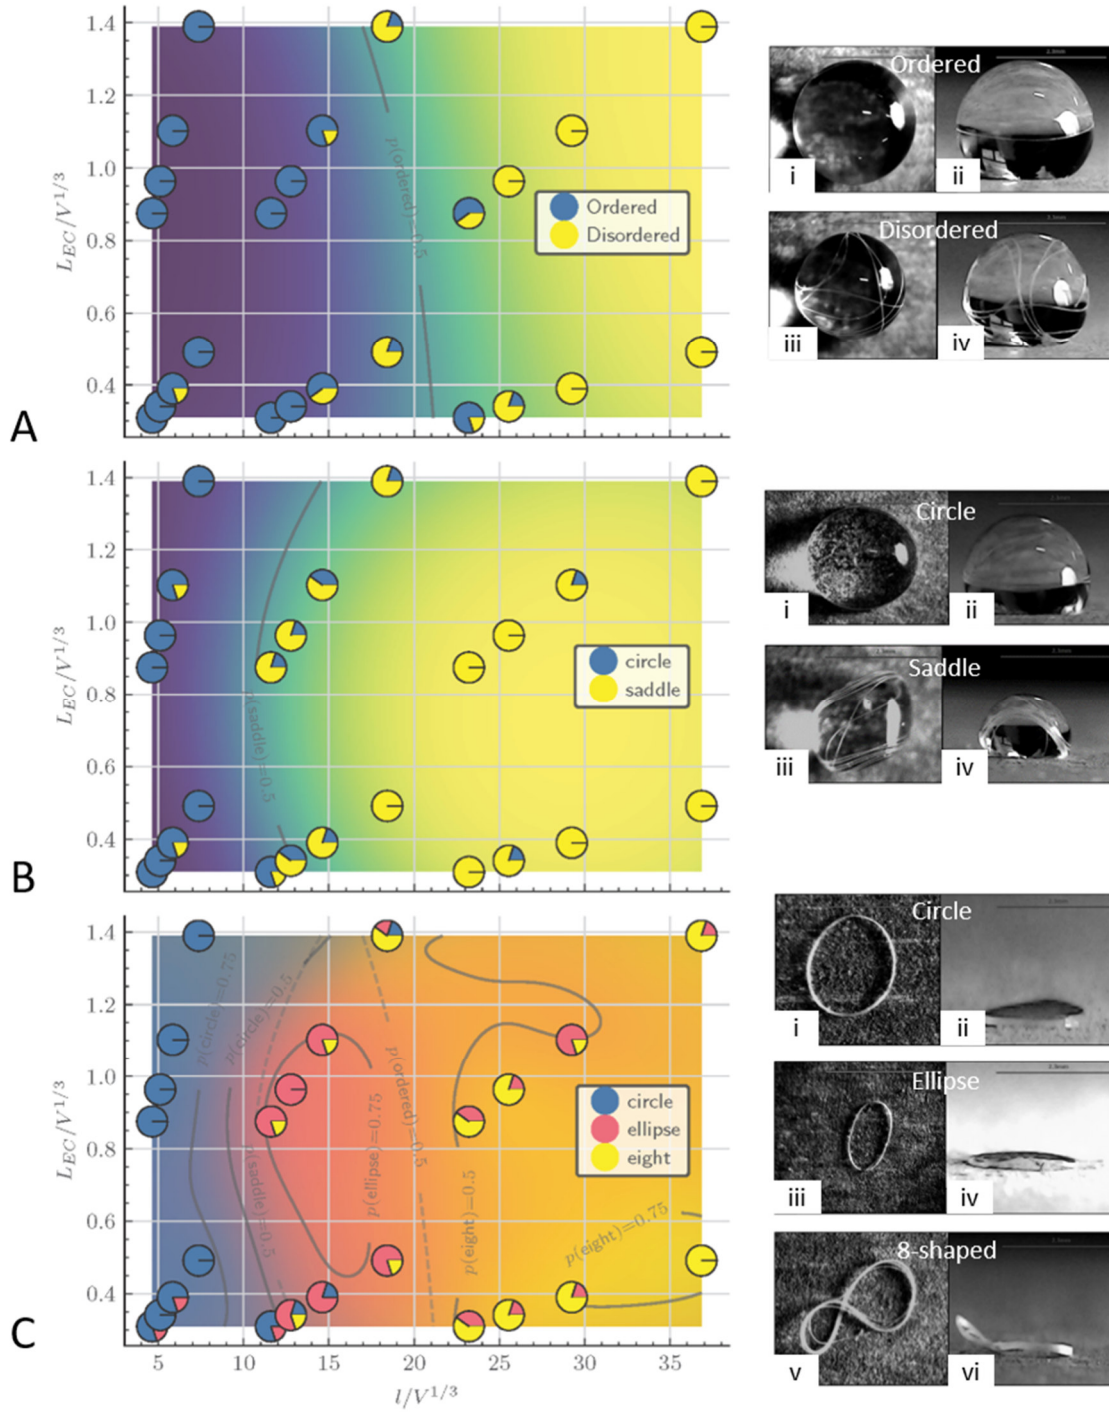 A
1.4
1.2
1.0
0.8
0.6
0.4
L_EC/V^1/3
p(ordered)=0.5
Ordered
Disordered
Ordered
i
ii
Disordered
iii
iv
B
1.4
1.2
1.0
0.8
0.6
0.4
L_EC/V^1/3
p(saddle)=0.5
circle
saddle
Circle
i
ii
Saddle
iii
iv
C
1.4
1.2
1.0
0.8
0.6
0.4
L_EC/V^1/3
p(circle)=0.75
p(circle)=0.5
p(saddle)=0.5
p(ellipse)=0.75
p(ordered)=0.5
p(eight)=0.5
p(eight)=0.75
circle
ellipse
eight
5
10
15
20
25
30
35
l/V^1/3
Circle
i
ii
Ellipse
iii
iv
8-shaped
v
vi